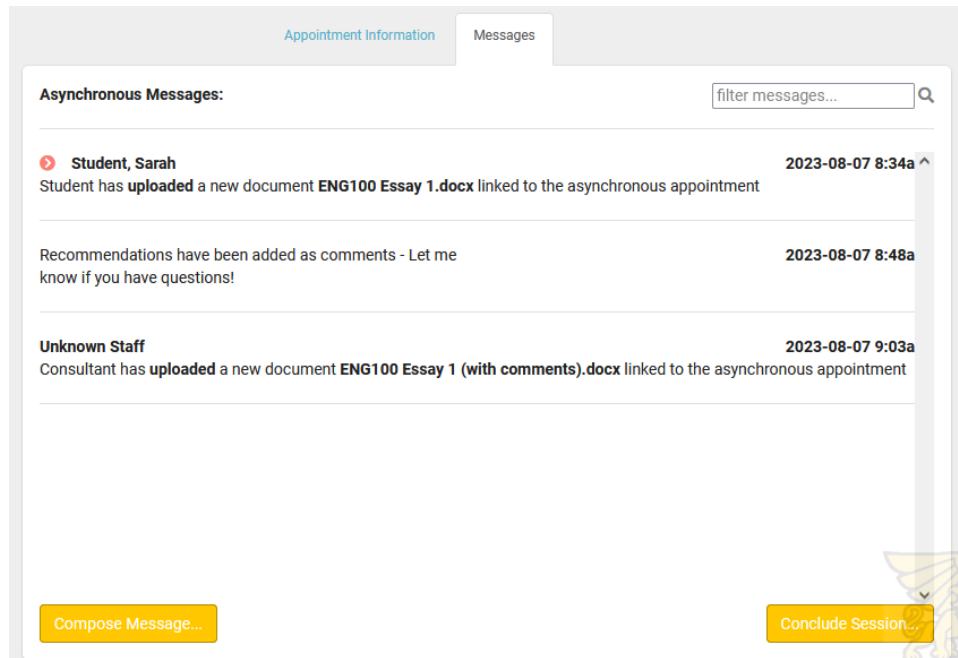 Appointment Information Messages
Asynchronous Messages: filter messages...
Student, Sarah 2023-08-07 8:34a
Student has uploaded a new document ENG100 Essay 1.docx linked to the asynchronous appointment
Recommendations have been added as comments - Let me 2023-08-07 8:48a
know if you have questions!
Unknown Staff 2023-08-07 9:03a
Consultant has uploaded a new document ENG100 Essay 1 (with comments).docx linked to the asynchronous appointment
Compose Message... Conclude Session...